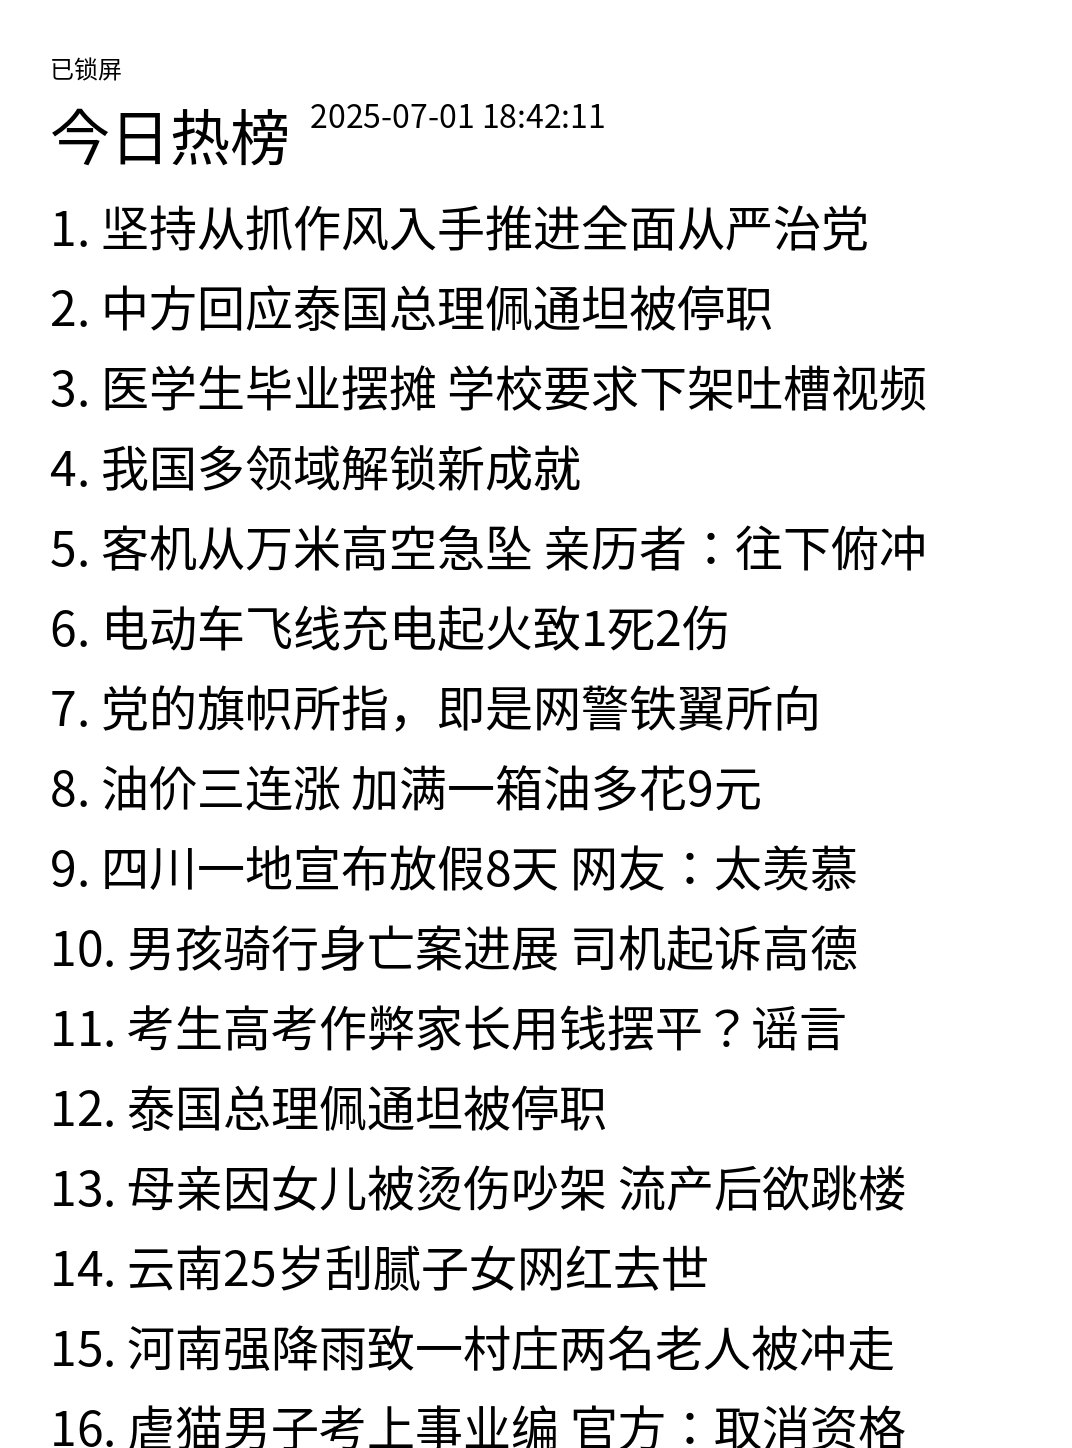 已锁屏
今日热榜 2025-07-01 18:42:11
1. 坚持从抓作风入手推进全面从严治党
2. 中方回应泰国总理佩通坦被停职
3. 医学生毕业摆摊 学校要求下架吐槽视频
4. 我国多领域解锁新成就
5. 客机从万米高空急坠 亲历者：往下俯冲
6. 电动车飞线充电起火致1死2伤
7. 党的旗帜所指，即是网警铁翼所向
8. 油价三连涨 加满一箱油多花9元
9. 四川一地宣布放假8天 网友：太羡慕
10. 男孩骑行身亡案进展 司机起诉高德
11. 考生高考作弊家长用钱摆平？谣言
12. 泰国总理佩通坦被停职
13. 母亲因女儿被烫伤吵架 流产后欲跳楼
14. 云南25岁刮腻子女网红去世
15. 河南强降雨致一村庄两名老人被冲走
16. 虐猫男子考上事业编 官方：取消资格